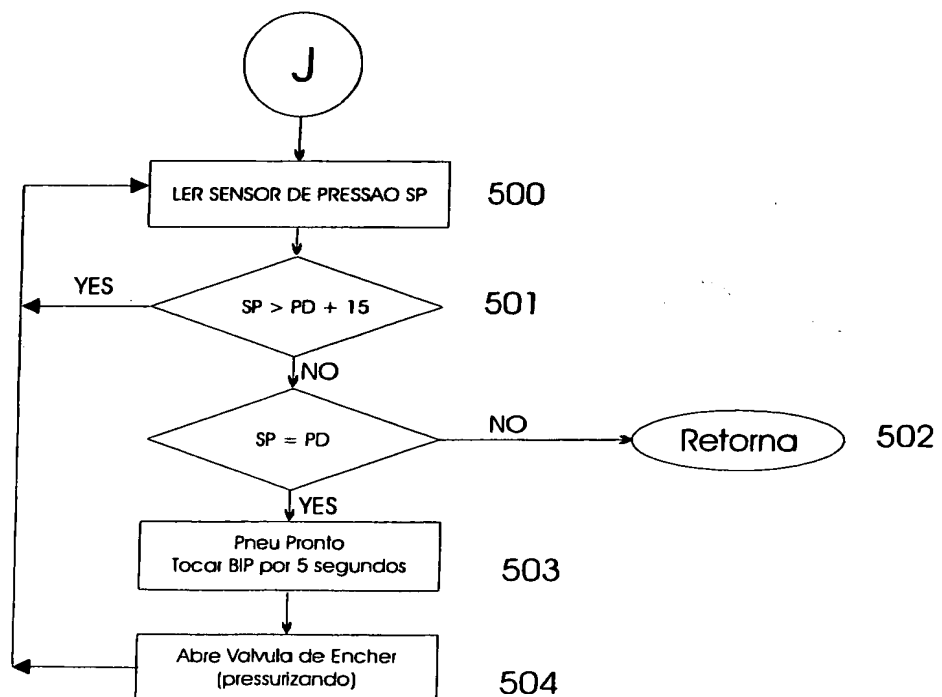 J
LER SENSOR DE PRESSAO SP
500
YES
SP > PD + 15
501
NO
SP = PD
NO
Retorna
502
YES
Pneu Pronto
Tocar BIP por 5 segundos
503
Abre Valvula de Encher
(pressurizando)
504